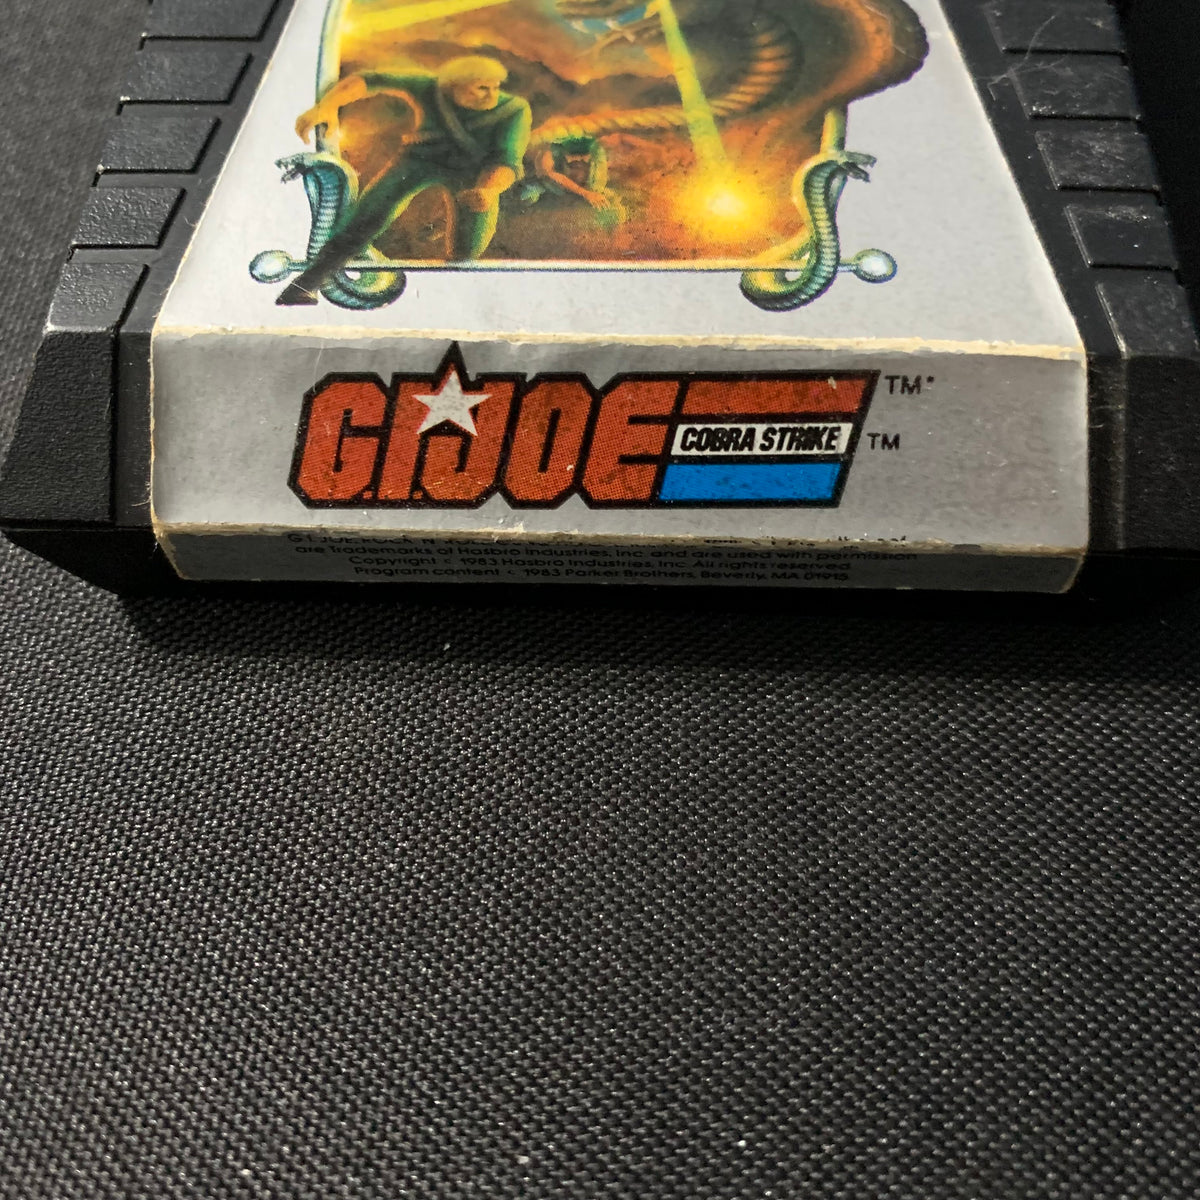 G.I. JOE TM*
COBRA STRIKE TM
G.I. JOE
are Trademarks of Hasbro Industries, Inc. and are used with permission
Copyright © 1983 Hasbro Industries, Inc. All rights reserved.
Program content © 1983 Parker Brothers, Beverly, MA 01915